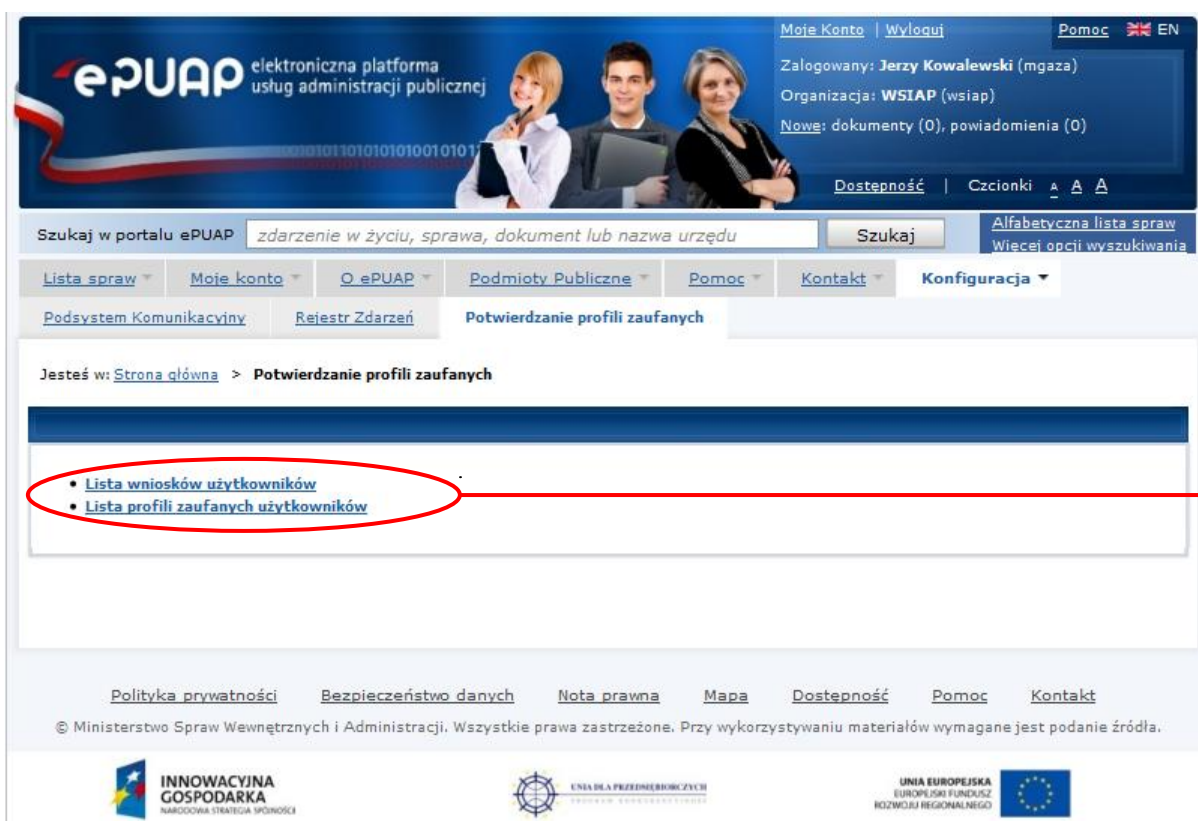 Moje Konto | Wyloguj Pomoc EN
ePUAP elektroniczna platforma
usług administracji publicznej
Zalogowany: Jerzy Kowalewski (mgaza)
Organizacja: WSIAP (wsiap)
Nowe: dokumenty (0), powiadomienia (0)
Dostępność | Czcionki A A A
Szukaj w portalu ePUAP zdarzenie w życiu, sprawa, dokument lub nazwa urzędu Szukaj
Alfabetyczna lista spraw
Więcej opcji wyszukiwania
Lista spraw Moje konto O ePUAP Podmioty Publiczne Pomoc Kontakt Konfiguracja
Podsystem Komunikacyjny Rejestr Zdarzeń Potwierdzanie profili zaufanych
Jesteś w: Strona główna > Potwierdzanie profili zaufanych
• Lista wniosków użytkowników
• Lista profili zaufanych użytkowników
Polityka prywatności Bezpieczeństwo danych Nota prawna Mapa Dostępność Pomoc Kontakt
© Ministerstwo Spraw Wewnętrznych i Administracji. Wszystkie prawa zastrzeżone. Przy wykorzystywaniu materiałów wymagane jest podanie źródła.
INNOWACYJNA
GOSPODARKA
NARODOWA STRATEGIA SPÓJNOŚCI
UNIA DLA PRZEDSIĘBIORCZYCH
UNIA EUROPEJSKA
EUROPEJSKI FUNDUSZ
ROZWOJU REGIONALNEGO